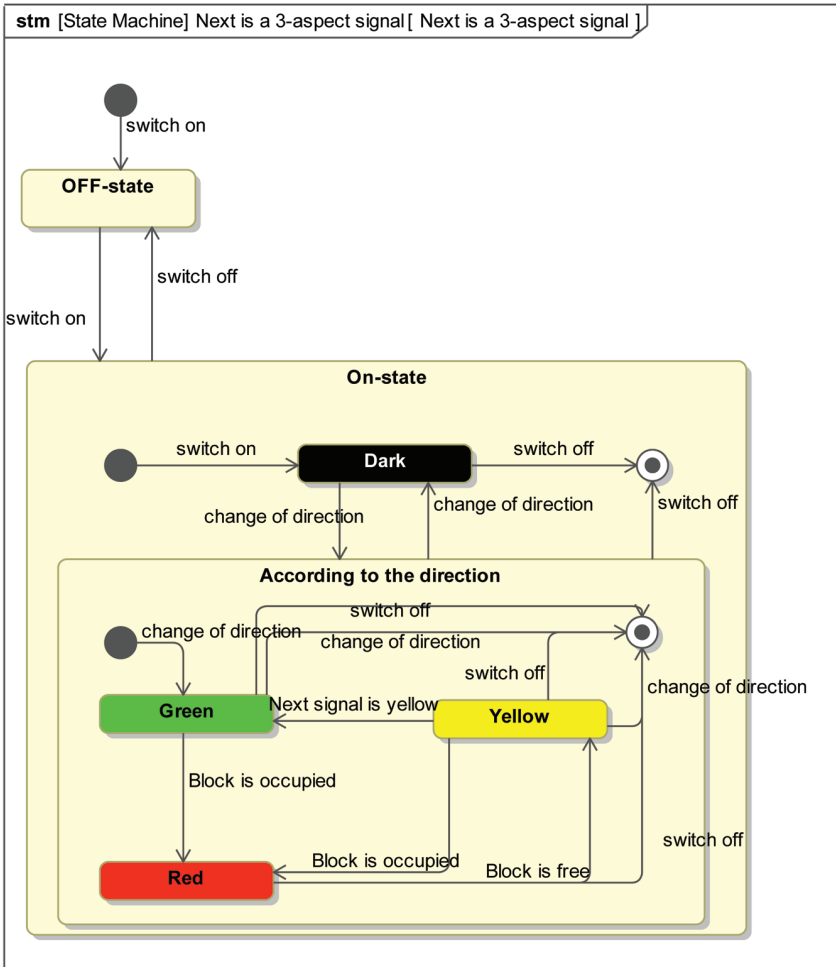 stm [State Machine] Next is a 3-aspect signal[ Next is a 3-aspect signal ]
switch on
OFF-state
switch off
switch on
On-state
switch on
Dark
switch off
change of direction
change of direction
switch off
According to the direction
switch off
change of direction
change of direction
switch off
change of direction
Next signal is yellow
Green
Yellow
Block is occupied
switch off
Block is occupied
Block is free
Red